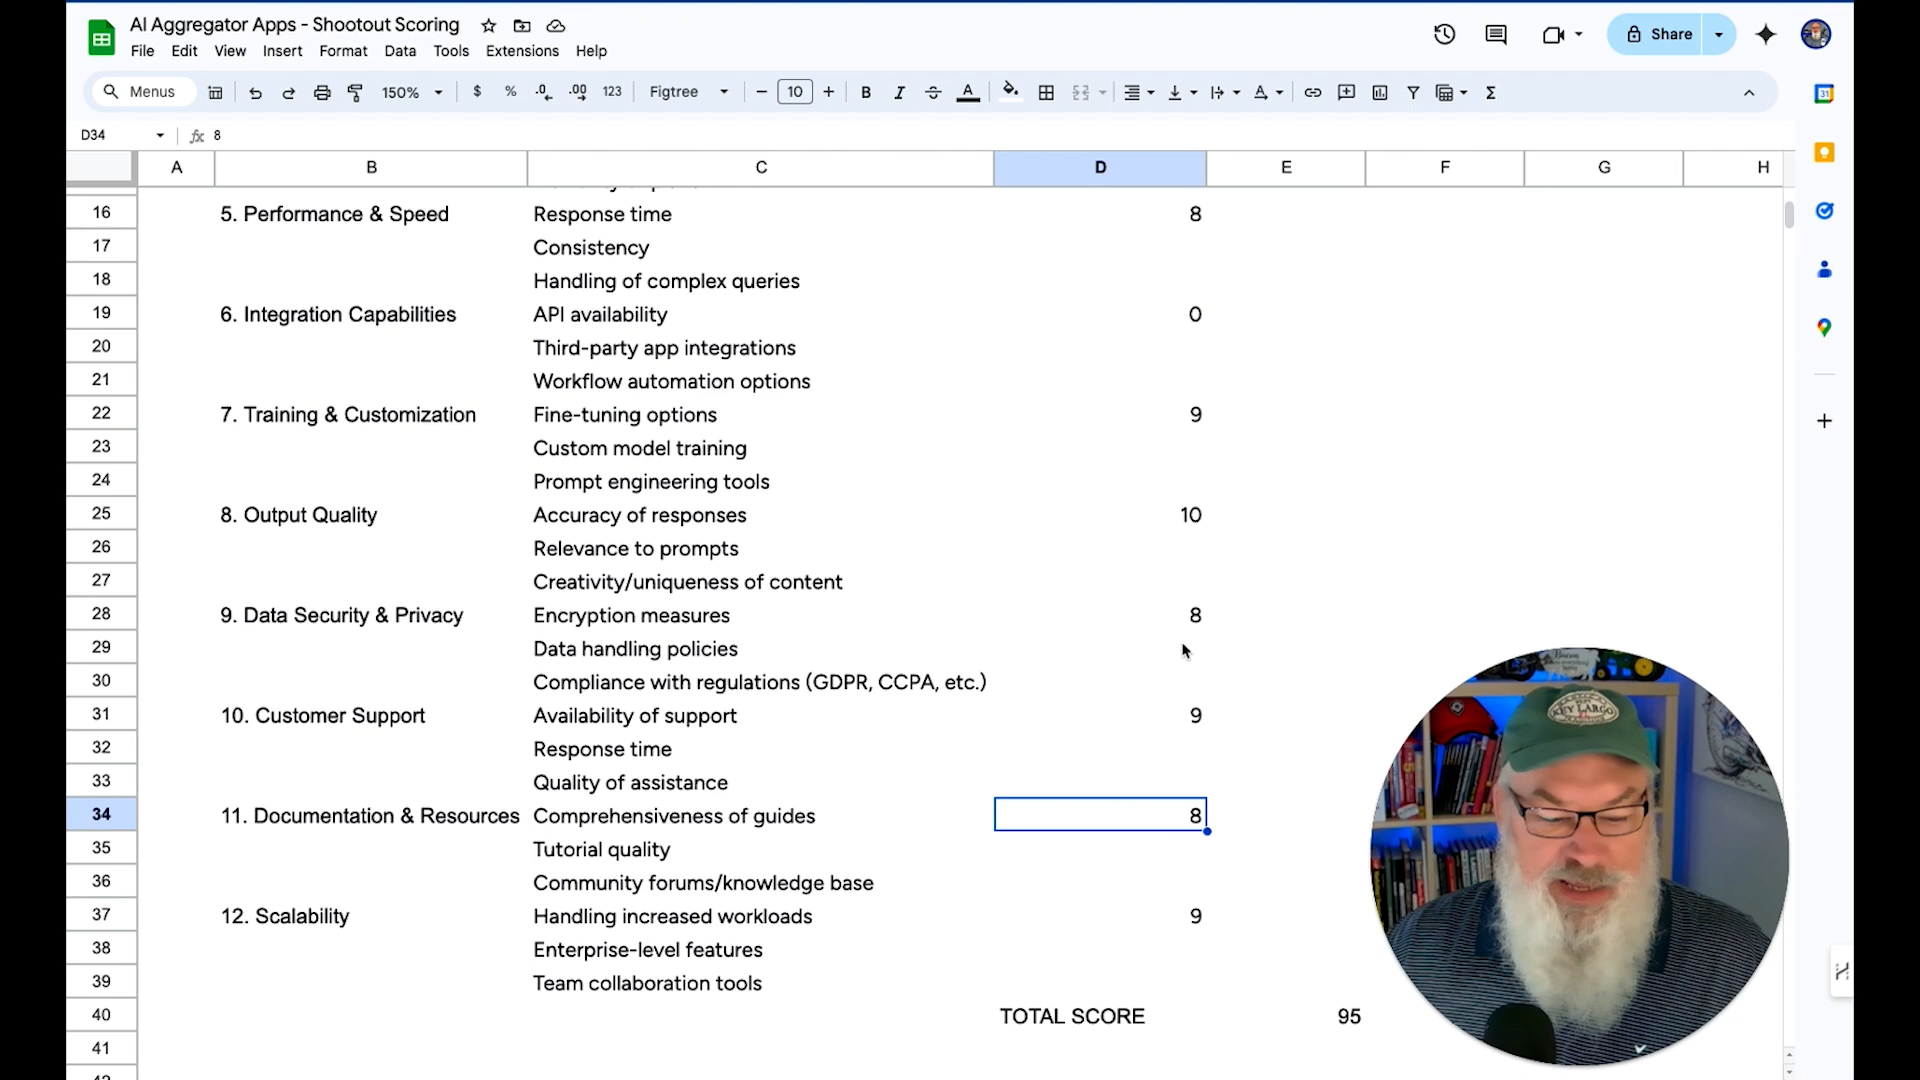 AI Aggregator Apps - Shootout Scoring
File Edit View Insert Format Data Tools Extensions Help
Share
Menus 150% $ % .0 .00 123 Figtree 10 B I A
D34 fx 8
A B C D E F G H
16 5. Performance & Speed Response time 8
17 Consistency
18 Handling of complex queries
19 6. Integration Capabilities API availability 0
20 Third-party app integrations
21 Workflow automation options
22 7. Training & Customization Fine-tuning options 9
23 Custom model training
24 Prompt engineering tools
25 8. Output Quality Accuracy of responses 10
26 Relevance to prompts
27 Creativity/uniqueness of content
28 9. Data Security & Privacy Encryption measures 8
29 Data handling policies
30 Compliance with regulations (GDPR, CCPA, etc.)
31 10. Customer Support Availability of support 9
32 Response time
33 Quality of assistance
34 11. Documentation & Resources Comprehensiveness of guides 8
35 Tutorial quality
36 Community forums/knowledge base
37 12. Scalability Handling increased workloads 9
38 Enterprise-level features
39 Team collaboration tools
40 TOTAL SCORE 95
41
31
KEY LARGO